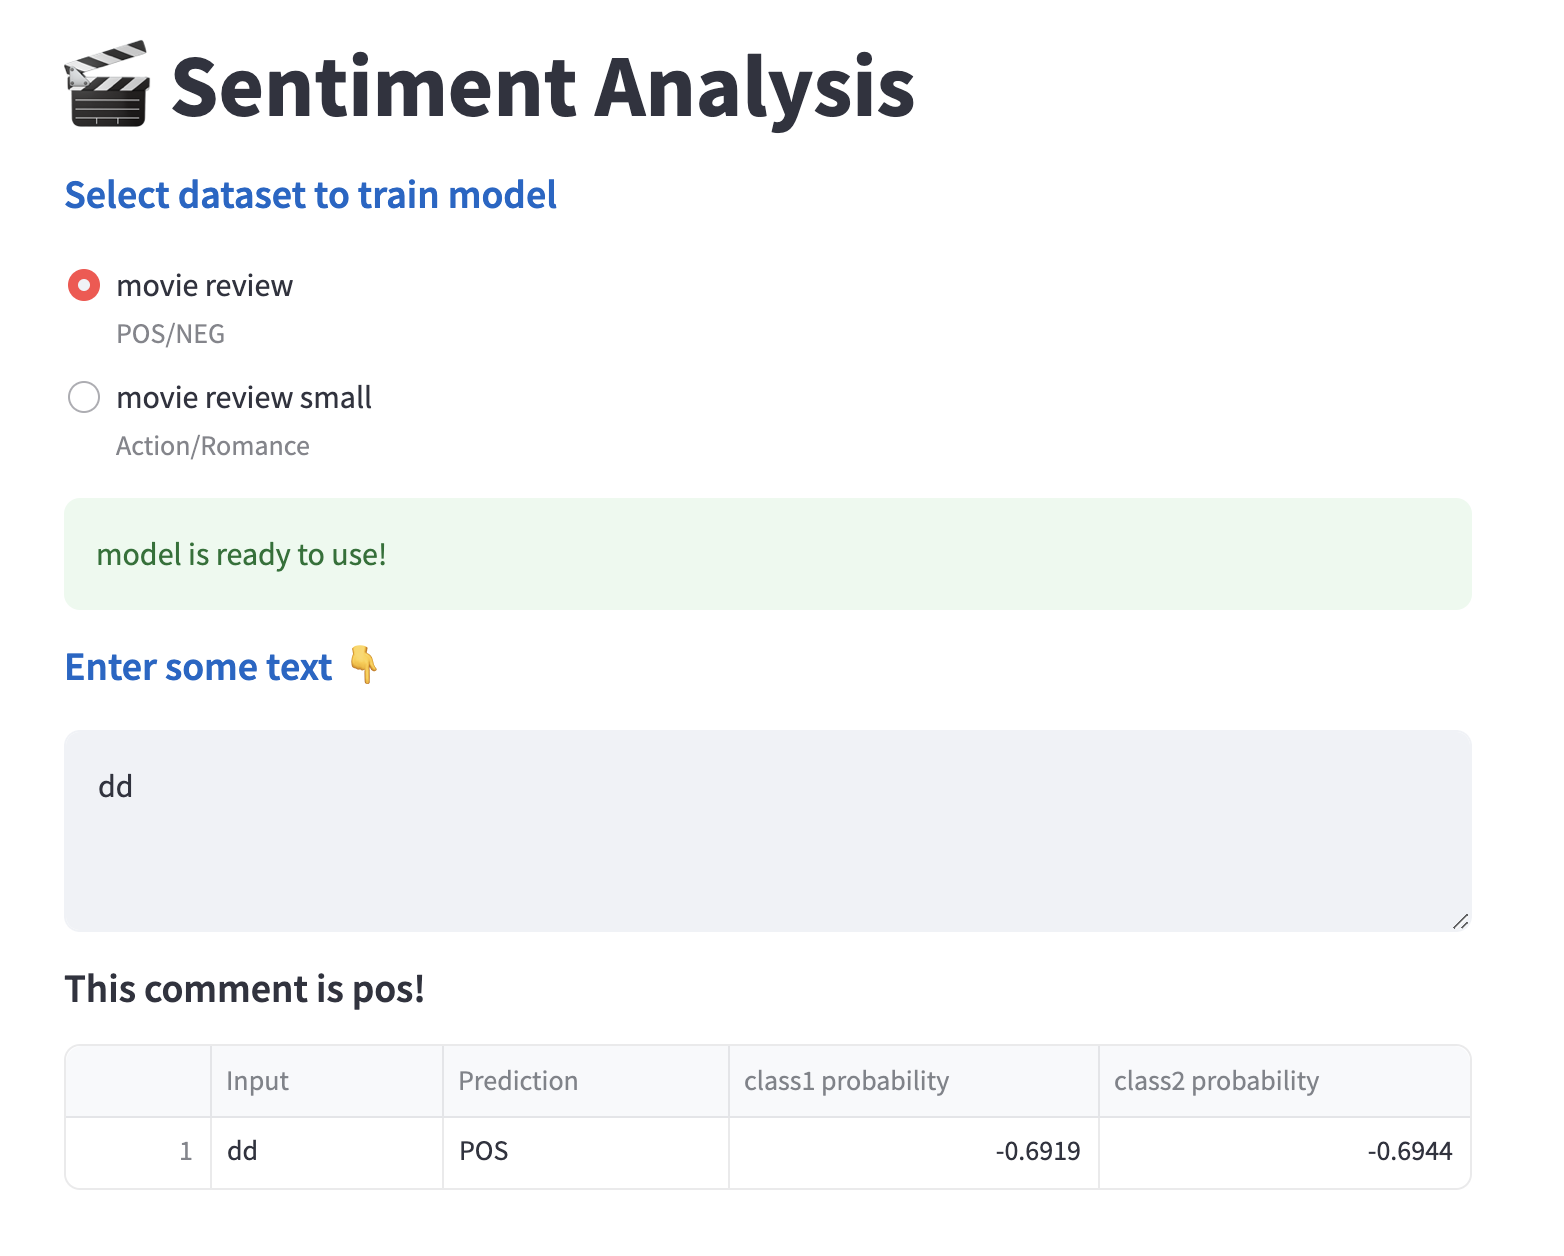 🎬 Sentiment Analysis
Select dataset to train model
movie review
POS/NEG
movie review small
Action/Romance
model is ready to use!
Enter some text 👇
dd
This comment is pos!
Input Prediction class1 probability class2 probability
1 dd POS -0.6919 -0.6944